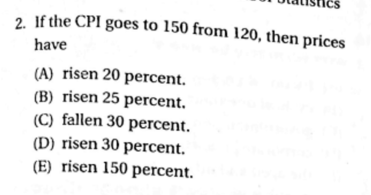 2. If the CPI goes to 150 from 120, then prices
have
(A) risen 20 percent.
(B) risen 25 percent.
(C) fallen 30 percent.
(D) risen 30 percent.
(E) risen 150 percent.